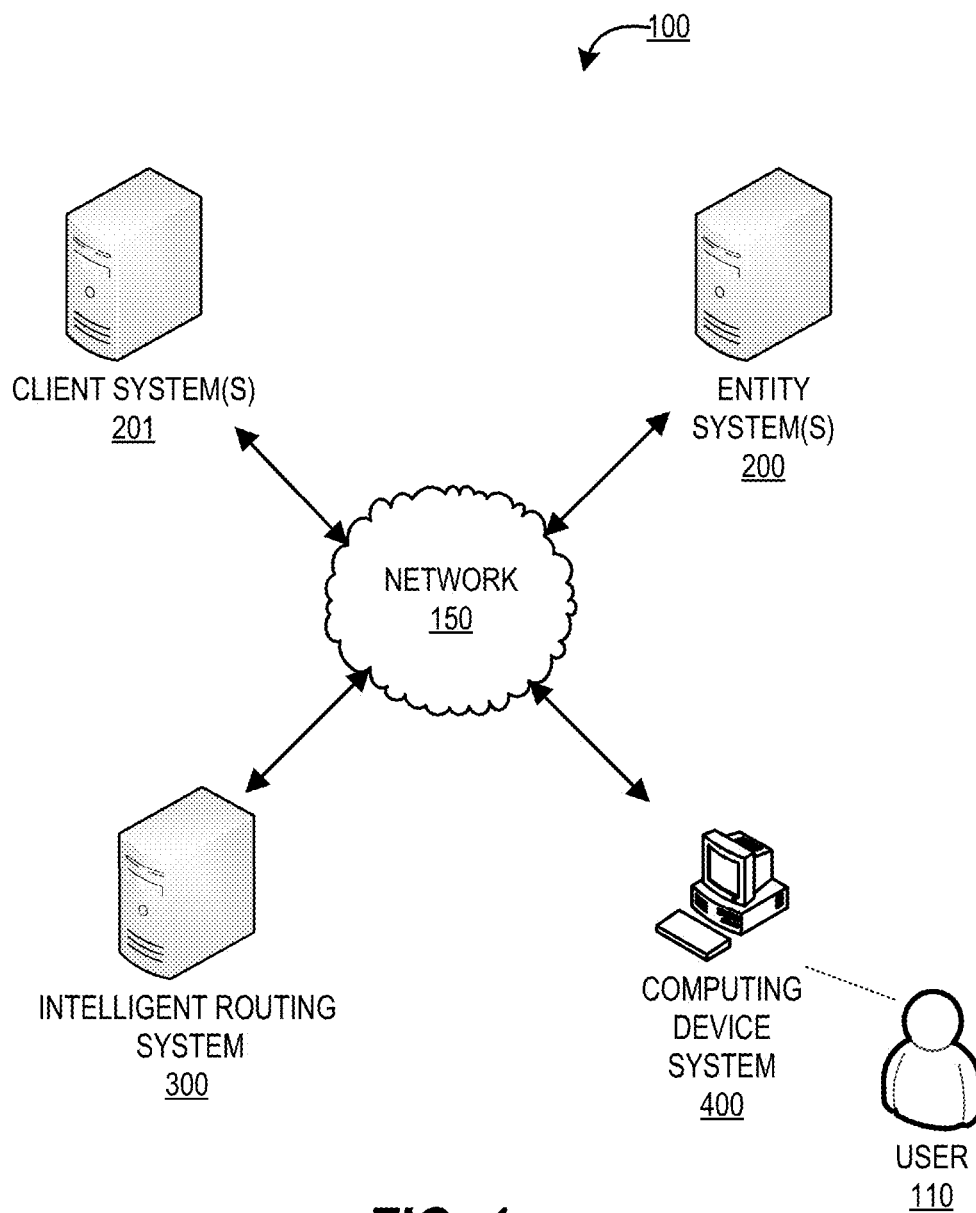 100
CLIENT SYSTEM(S)
201
ENTITY
SYSTEM(S)
200
NETWORK
150
INTELLIGENT ROUTING
SYSTEM
300
COMPUTING
DEVICE
SYSTEM
400
USER
110